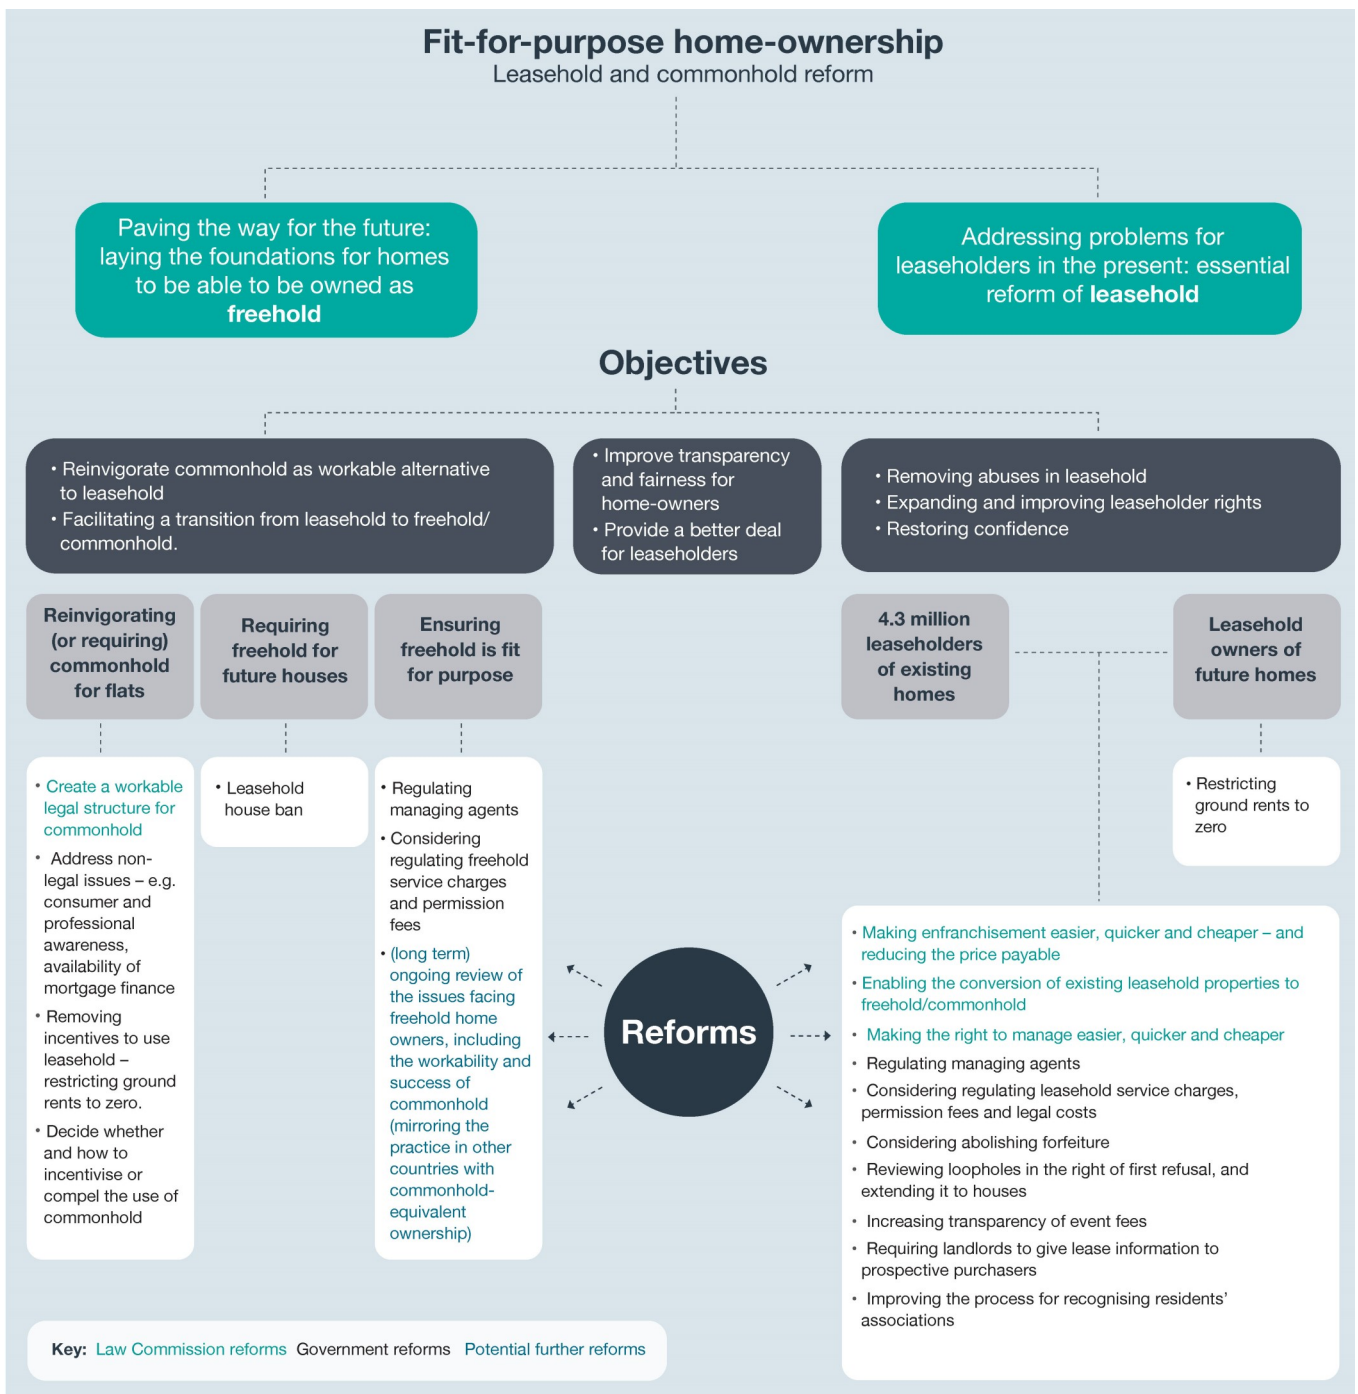 Fit-for-purpose home-ownership
Leasehold and commonhold reform
Paving the way for the future:
laying the foundations for homes
to be able to be owned as
freehold
Addressing problems for
leaseholders in the present: essential
reform of leasehold
Objectives
• Reinvigorate commonhold as workable alternative
to leasehold
• Facilitating a transition from leasehold to freehold/
commonhold.
• Improve transparency
and fairness for
home-owners
• Provide a better deal
for leaseholders
• Removing abuses in leasehold
• Expanding and improving leaseholder rights
• Restoring confidence
Reinvigorating
(or requiring)
commonhold
for flats
Requiring
freehold for
future houses
Ensuring
freehold is fit
for purpose
4.3 million
leaseholders
of existing
homes
Leasehold
owners of
future homes
• Create a workable
legal structure for
commonhold
• Address non-
legal issues – e.g.
consumer and
professional
awareness,
availability of
mortgage finance
• Removing
incentives to use
leasehold –
restricting ground
rents to zero.
• Decide whether
and how to
incentivise or
compel the use of
commonhold
• Leasehold
house ban
• Regulating
managing agents
• Considering
regulating freehold
service charges
and permission
fees
• (long term)
ongoing review of
the issues facing
freehold home
owners, including
the workability and
success of
commonhold
(mirroring the
practice in other
countries with
commonhold-
equivalent
ownership)
• Restricting
ground rents to
zero
Reforms
• Making enfranchisement easier, quicker and cheaper – and
reducing the price payable
• Enabling the conversion of existing leasehold properties to
freehold/commonhold
• Making the right to manage easier, quicker and cheaper
• Regulating managing agents
• Considering regulating leasehold service charges,
permission fees and legal costs
• Considering abolishing forfeiture
• Reviewing loopholes in the right of first refusal, and
extending it to houses
• Increasing transparency of event fees
• Requiring landlords to give lease information to
prospective purchasers
• Improving the process for recognising residents’
associations
Key: Law Commission reforms Government reforms Potential further reforms